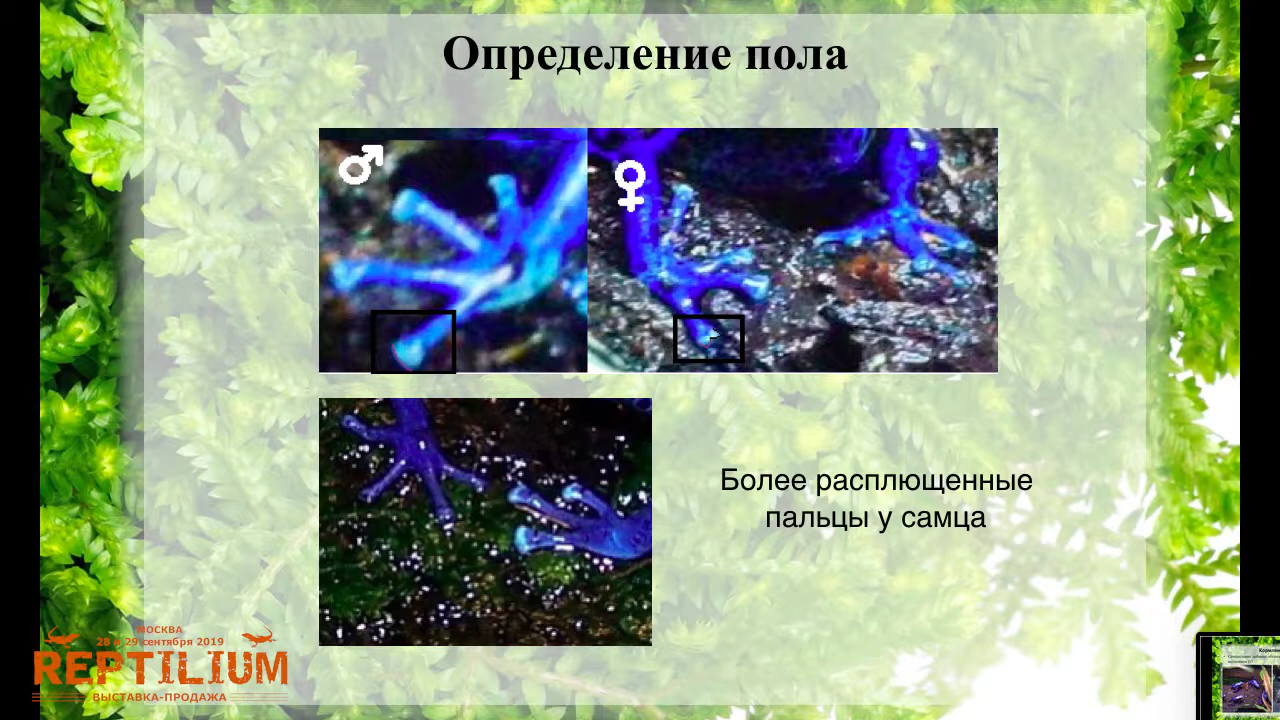 Определение пола
Более расплющенные
пальцы у самца
МОСКВА
28 и 29 сентября 2019
REPTILIUM
ВЫСТАВКА-ПРОДАЖА